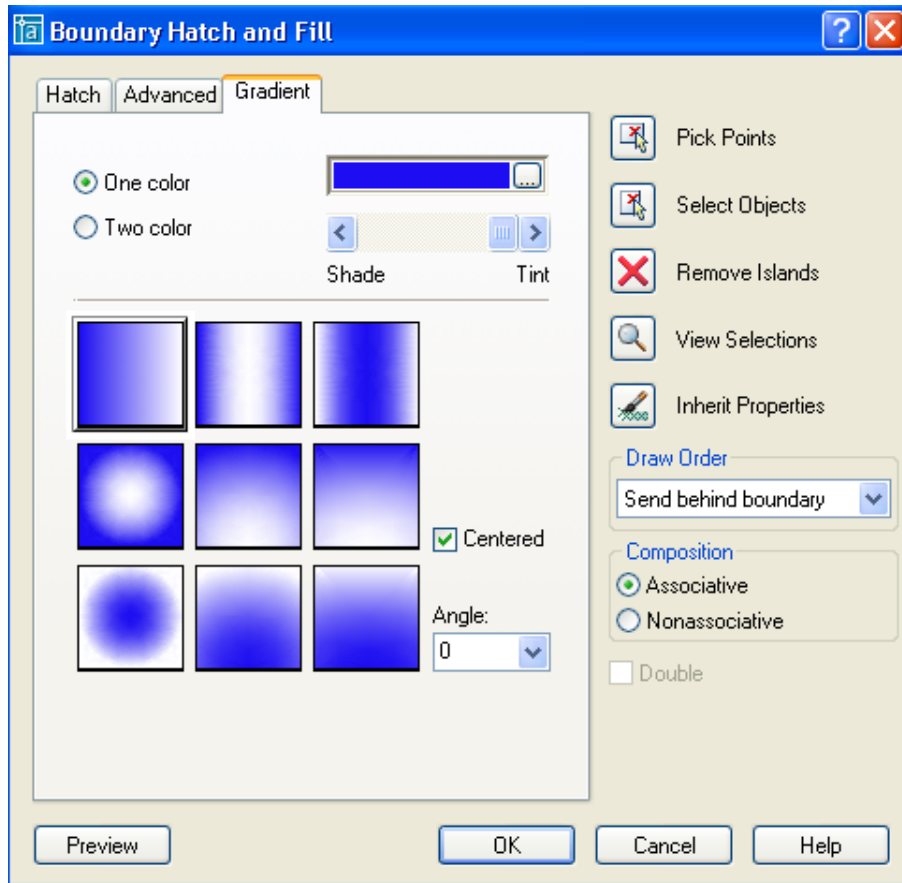 Boundary Hatch and Fill
Hatch Advanced Gradient
One color
...
Two color
Shade Tint
Centered
Angle:
0
Pick Points
Select Objects
Remove Islands
View Selections
Inherit Properties
Draw Order
Send behind boundary
Composition
Associative
Nonassociative
Double
Preview OK Cancel Help